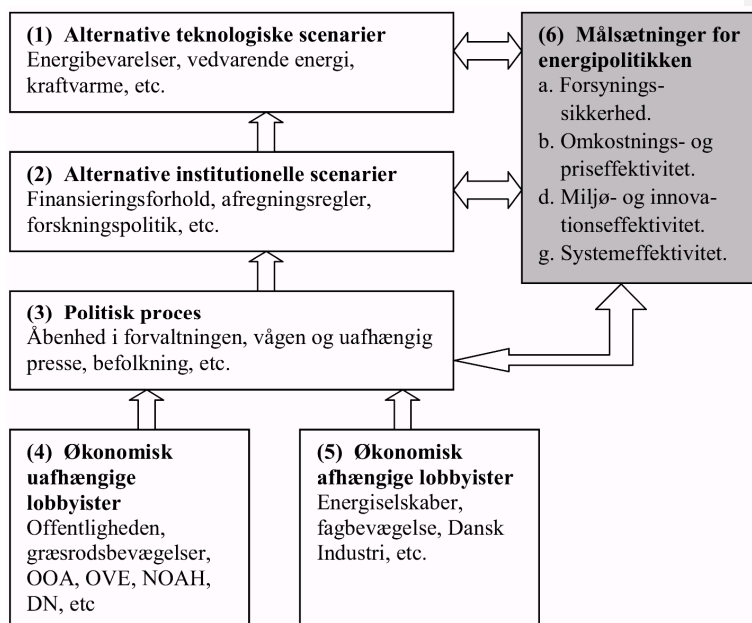 (1) Alternative teknologiske scenarier
Energibevarelser, vedvarende energi,
kraftvarme, etc.
(2) Alternative institutionelle scenarier
Finansieringsforhold, afregningsregler,
forskningspolitik, etc.
(3) Politisk proces
Åbenhed i forvaltningen, vågen og uafhængig
presse, befolkning, etc.
(4) Økonomisk
uafhængige
lobbyister
Offentligheden,
græsrodsbevægelser,
OOA, OVE, NOAH,
DN, etc
(5) Økonomisk
afhængige lobbyister
Energiselskaber,
fagbevægelse, Dansk
Industri, etc.
(6) Målsætninger for
energipolitikken
a. Forsynings-
sikkerhed.
b. Omkostnings- og
priseffektivitet.
d. Miljø- og innova-
tionseffektivitet.
g. Systemeffektivitet.